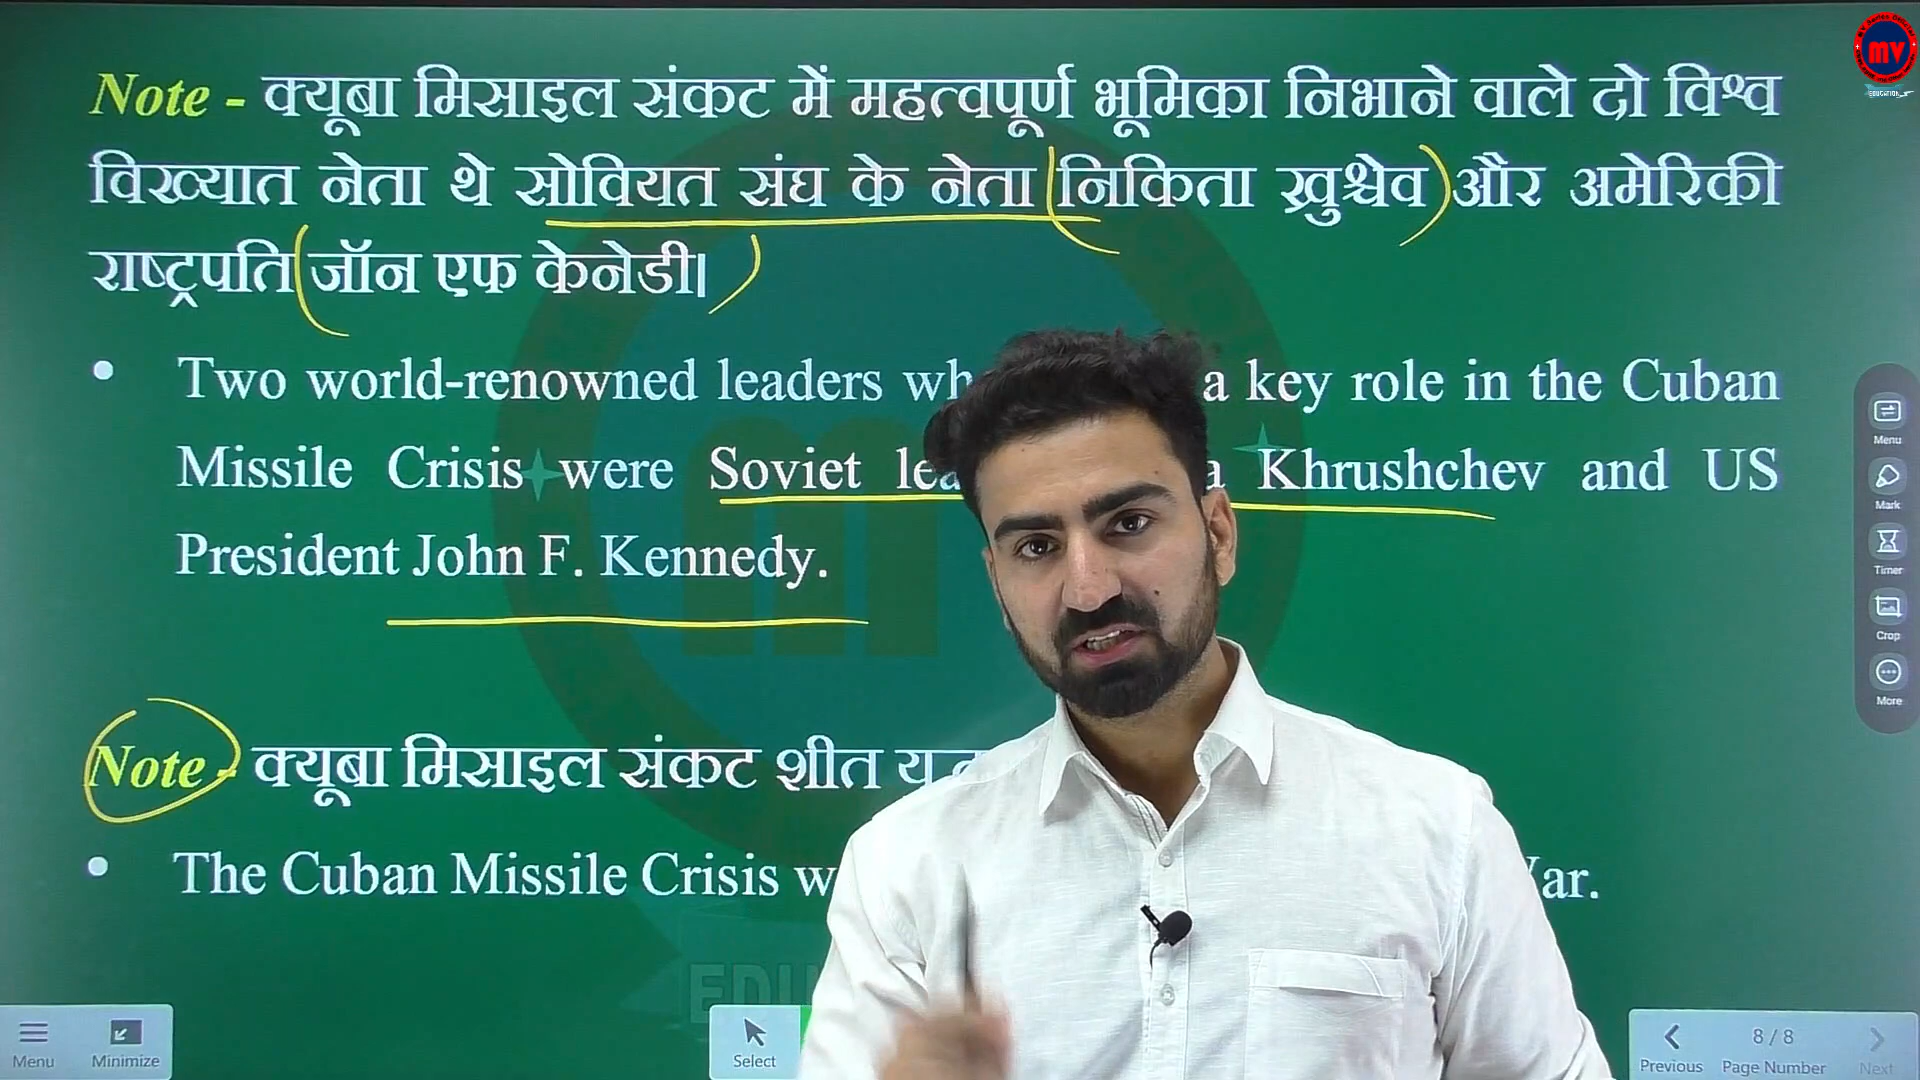 Note - क्यूबा मिसाइल संकट में महत्वपूर्ण भूमिका निभाने वाले दो विश्व
विख्यात नेता थे सोवियत संघ के नेता निकिता ख्रुश्चेव और अमेरिकी
राष्ट्रपति जॉन एफ केनेडी।
• Two world-renowned leaders a key role in the Cuban
Missile Crisis were Soviet Khrushchev and US
President John F. Kennedy.
Note - क्यूबा मिसाइल संकट शीत
• The Cuban Missile Crisis
mv
EDUCATION
Menu
Mark
Timer
Crop
More
Menu
Minimize
Select
8 / 8
Previous
Page Number
Next